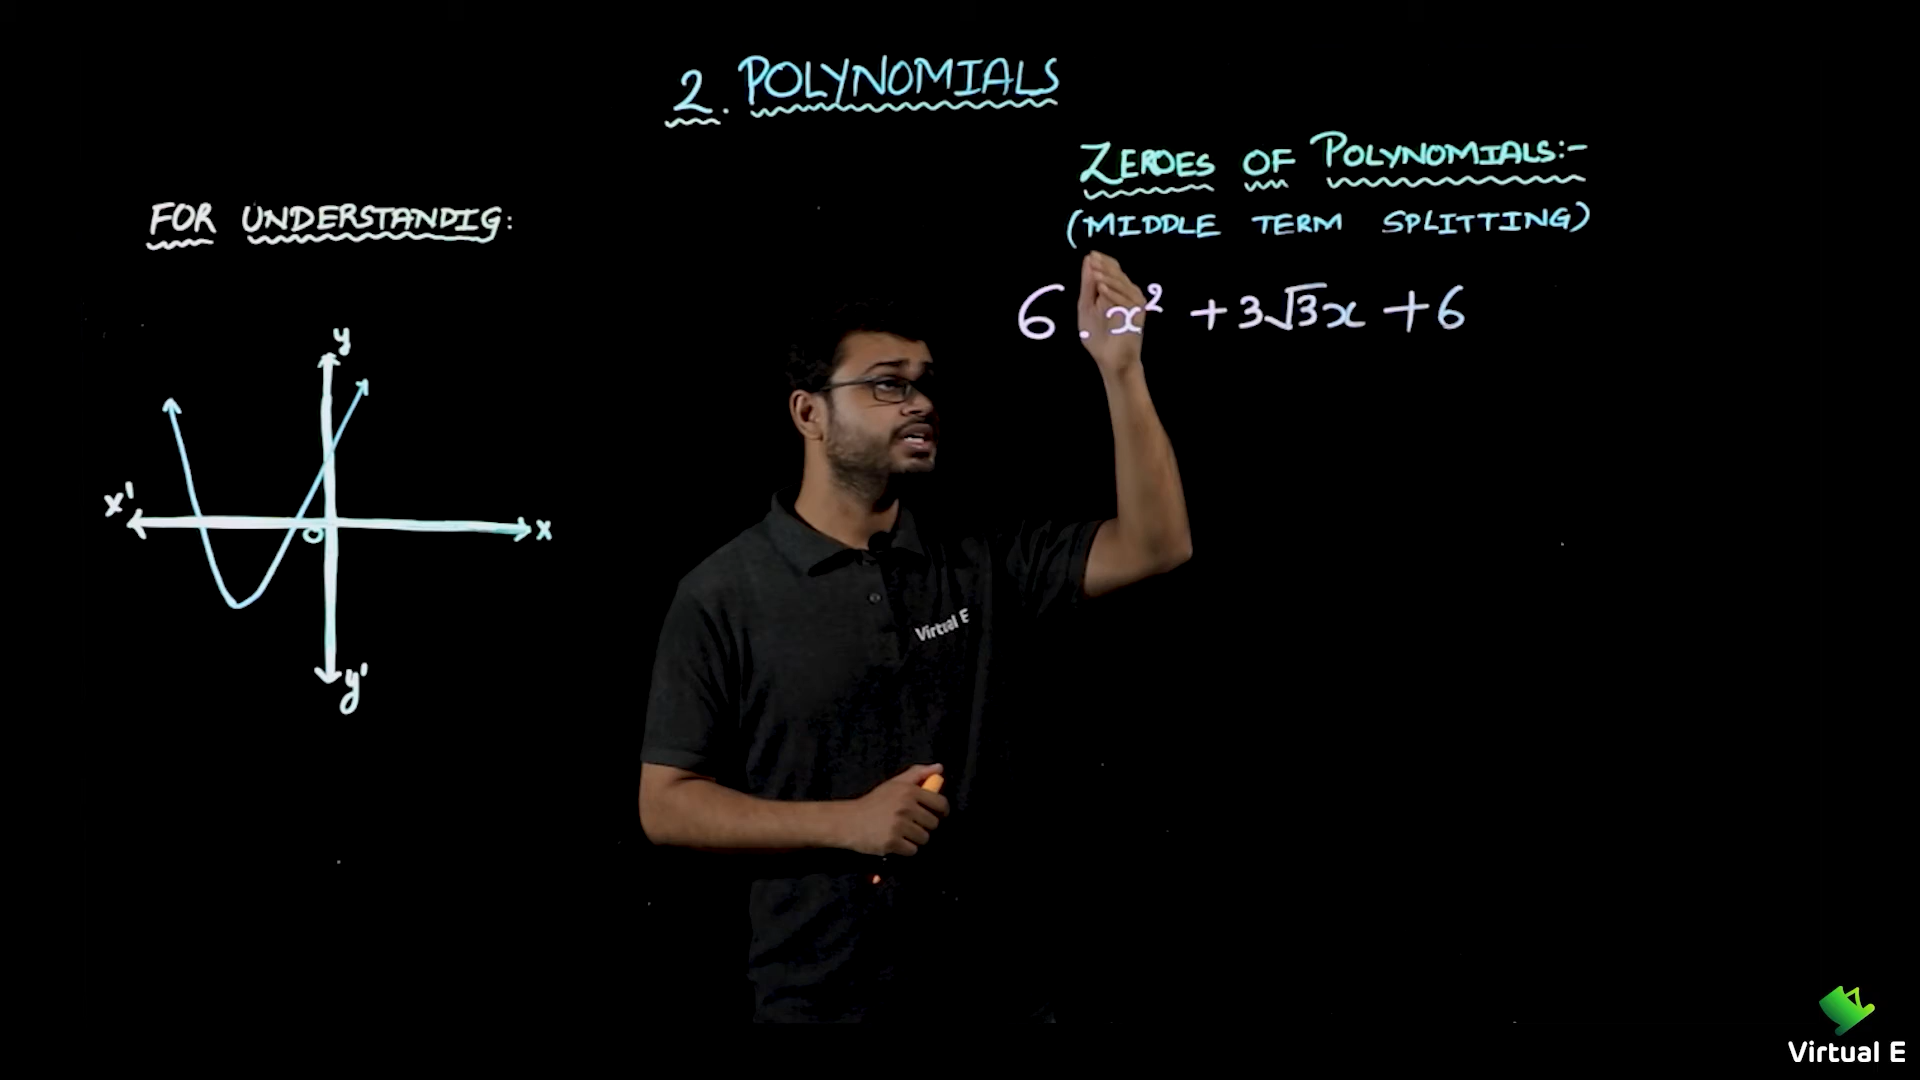 2. POLYNOMIALS
ZEROES OF POLYNOMIALS:-
(MIDDLE TERM SPLITTING)
FOR UNDERSTANDIG:
6. x² + 3√3x + 6
y
x'
O
x
y'
Virtual E
Virtual E